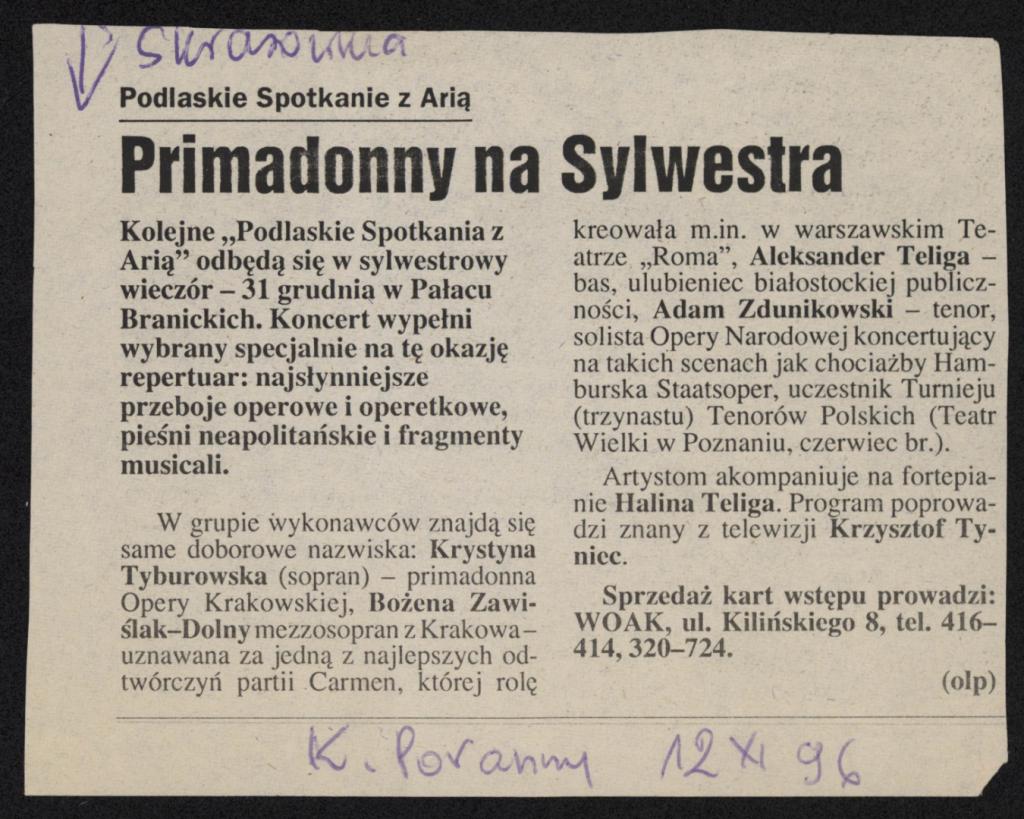 Podlaskie Spotkanie z Arią
Primadonny na Sylwestra
Kolejne „Podlaskie Spotkania z
Arią” odbędą się w sylwestrowy
wieczór – 31 grudnia w Pałacu
Branickich. Koncert wypełni
wybrany specjalnie na tę okazję
repertuar: najsłynniejsze
przeboje operowe i operetkowe,
pieśni neapolitańskie i fragmenty
musicali.
W grupie wykonawców znajdą się
same doborowe nazwiska: Krystyna
Tyburowska (sopran) – primadonna
Opery Krakowskiej, Bożena Zawi-
ślak–Dolny mezzosopran z Krakowa –
uznawana za jedną z najlepszych od-
twórczyń partii Carmen, której rolę
kreowała m.in. w warszawskim Te-
atrze „Roma”, Aleksander Teliga –
bas, ulubieniec białostockiej publicz-
ności, Adam Zdunikowski – tenor,
solista Opery Narodowej koncertujący
na takich scenach jak chociażby Ham-
burska Staatsoper, uczestnik Turnieju
(trzynastu) Tenorów Polskich (Teatr
Wielki w Poznaniu, czerwiec br.).
Artystom akompaniuje na fortepia-
nie Halina Teliga. Program poprowa-
dzi znany z telewizji Krzysztof Ty-
niec.
Sprzedaż kart wstępu prowadzi:
WOAK, ul. Kilińskiego 8, tel. 416–
414, 320–724.
(olp)
K. Poranny 12 XI 96